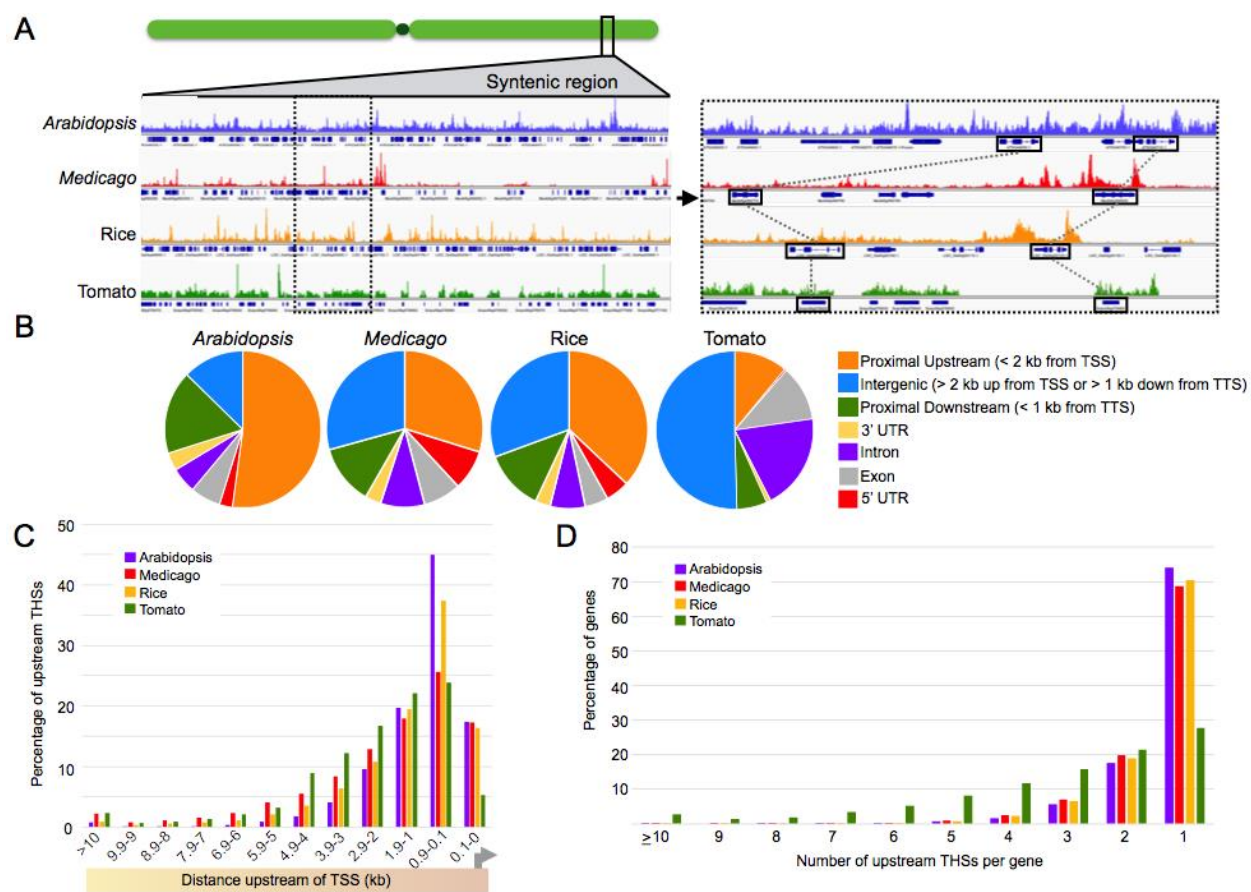 A
Syntenic region
Arabidopsis
Medicago
Rice
Tomato
B
Arabidopsis Medicago Rice Tomato
Proximal Upstream (< 2 kb from TSS)
Intergenic (> 2 kb up from TSS or > 1 kb down from TTS)
Proximal Downstream (< 1 kb from TTS)
3' UTR
Intron
Exon
5' UTR
C
Percentage of upstream THSs
50
40
30
20
10
0
Arabidopsis
Medicago
Rice
Tomato
>10 9.9-9 8.9-8 7.9-7 6.9-6 5.9-5 4.9-4 3.9-3 2.9-2 1.9-1 0.9-0.1 0.1-0
Distance upstream of TSS (kb)
D
Percentage of genes
80
70
60
50
40
30
20
10
Arabidopsis
Medicago
Rice
Tomato
≥10 9 8 7 6 5 4 3 2 1
Number of upstream THSs per gene